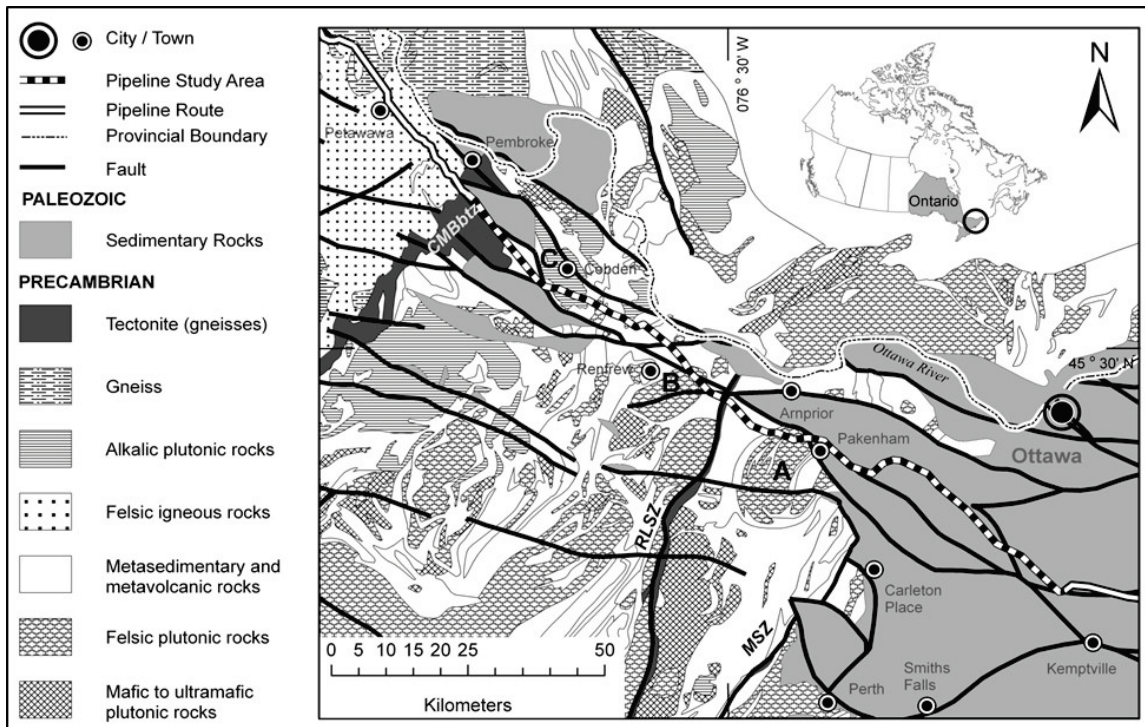 City / Town
Pipeline Study Area
Pipeline Route
Provincial Boundary
Fault
PALEOZOIC
Sedimentary Rocks
PRECAMBRIAN
Tectonite (gneisses)
Gneiss
Alkalic plutonic rocks
Felsic igneous rocks
Metasedimentary and
metavolcanic rocks
Felsic plutonic rocks
Mafic to ultramafic
plutonic rocks
076 ° 30' W
N
Ontario
Petawawa
Pembroke
CMBbtz
C
Cobden
Ottawa River
45 ° 30' N
Renfrew
B
Arnprior
Pakenham
Ottawa
A
RLSZ
MSZ
Carleton
Place
Perth
Smiths
Falls
Kemptville
0 5 10 15 20 25 50
Kilometers